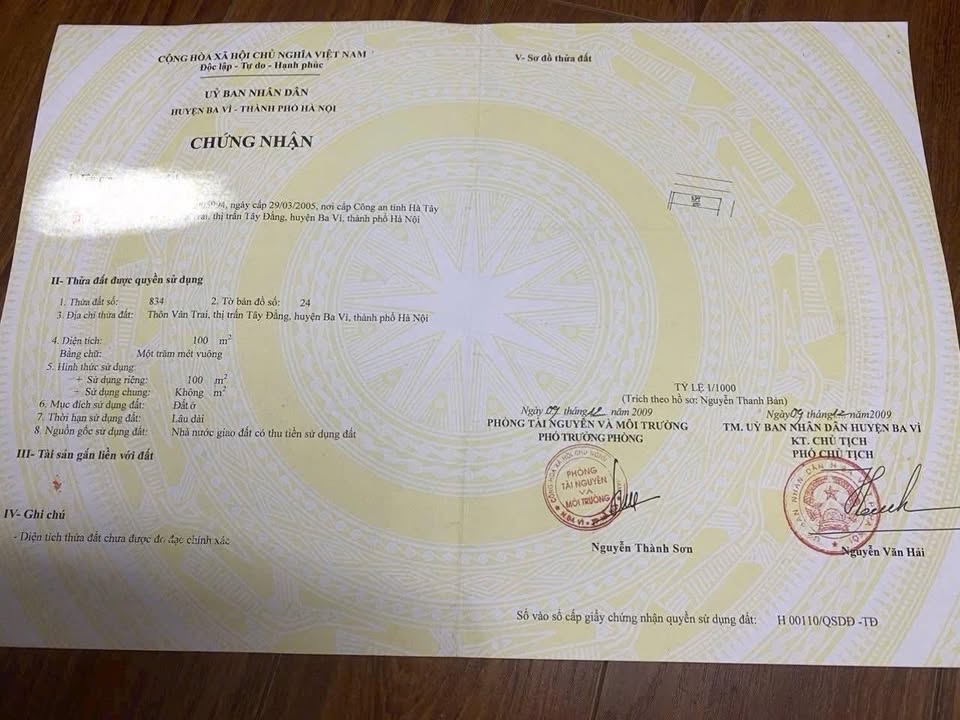 CỘNG HÒA XÃ HỘI CHỦ NGHĨA VIỆT NAM
Độc lập - Tự do - Hạnh phúc
UỶ BAN NHÂN DÂN
HUYỆN BA VÌ - THÀNH PHỐ HÀ NỘI
CHỨNG NHẬN
ngày cấp 29/03/2005, nơi cấp Công an tỉnh Hà Tây
Trai, thị trấn Tây Đằng, huyện Ba Vì, thành phố Hà Nội
II- Thửa đất được quyền sử dụng
1. Thửa đất số: 834 2. Tờ bản đồ số: 24
3. Địa chỉ thửa đất: Thôn Vân Trai, thị trấn Tây Đằng, huyện Ba Vì, thành phố Hà Nội
4. Diện tích: 100 m²
Bằng chữ: Một trăm mét vuông
5. Hình thức sử dụng:
+ Sử dụng riêng: 100 m²
+ Sử dụng chung: Không m²
6. Mục đích sử dụng đất: Đất ở
7. Thời hạn sử dụng đất: Lâu dài
8. Nguồn gốc sử dụng đất: Nhà nước giao đất có thu tiền sử dụng đất
III- Tài sản gắn liền với đất
IV- Ghi chú
- Diện tích thửa đất chưa được đo đạc chính xác
V- Sơ đồ thửa đất
TỶ LỆ 1/1000
(Trích theo hồ sơ: Nguyễn Thanh Bản)
Ngày 09 tháng 12 năm 2009
PHÒNG TÀI NGUYÊN VÀ MÔI TRƯỜNG
PHÓ TRƯỞNG PHÒNG
PHÒNG
TÀI NGUYÊN
VÀ
MÔI TRƯỜNG
Nguyễn Thành Sơn
Ngày 09 tháng 12 năm 2009
TM. UỶ BAN NHÂN DÂN HUYỆN BA VÌ
KT. CHỦ TỊCH
PHÓ CHỦ TỊCH
Nguyễn Văn Hải
Số vào sổ cấp giấy chứng nhận quyền sử dụng đất: H 00110/QSDĐ -TĐ